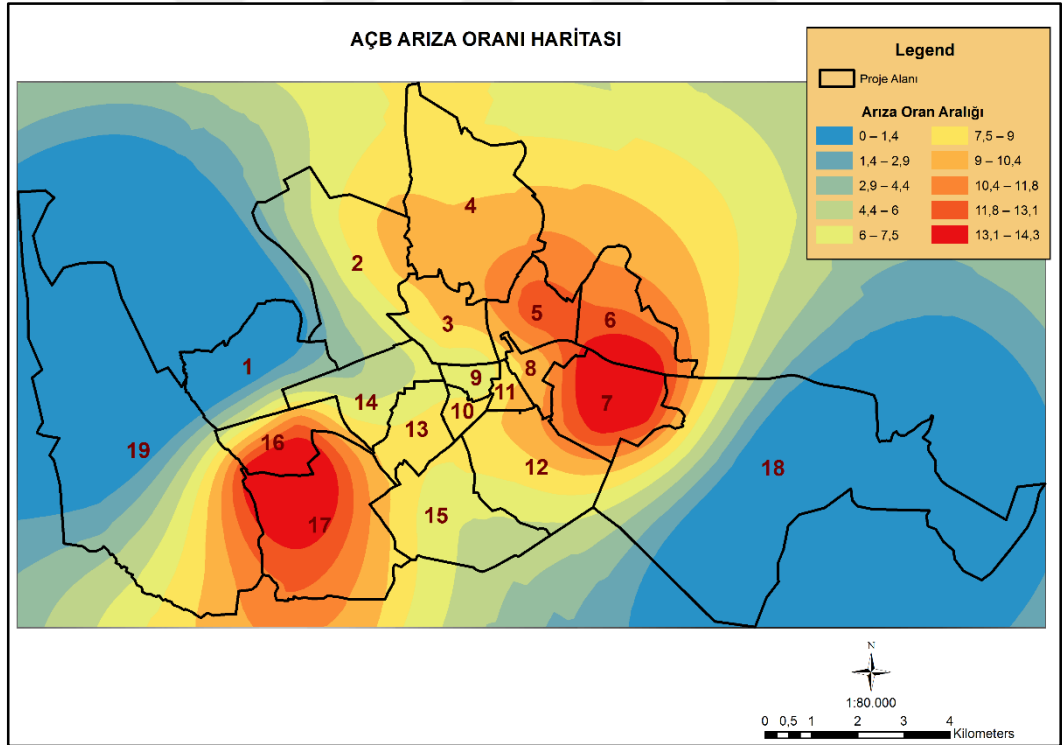 AÇB ARIZA ORANI HARİTASI
Legend
Proje Alanı
Arıza Oran Aralığı
0 – 1,4
7,5 – 9
1,4 – 2,9
9 – 10,4
2,9 – 4,4
10,4 – 11,8
4,4 – 6
11,8 – 13,1
6 – 7,5
13,1 – 14,3
4
2
3
5
6
1
8
9
14
11
7
10
13
16
19
12
18
15
17
N
1:80.000
0 0,5 1 2 3 4
Kilometers